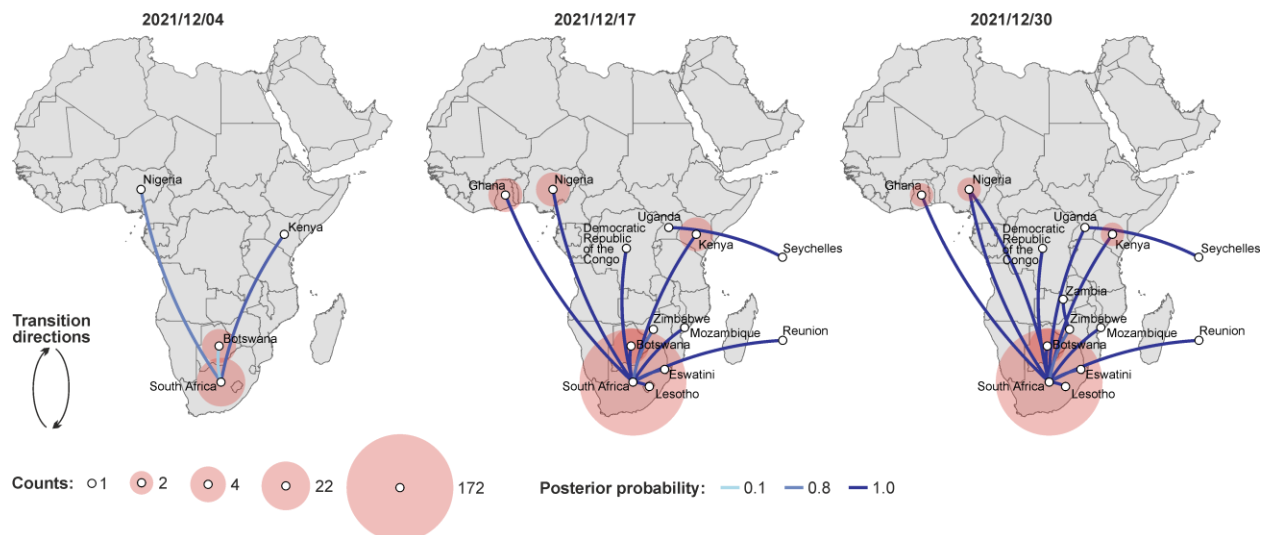 2021/12/04
2021/12/17
2021/12/30
Nigeria
Kenya
Botswana
South Africa
Transition
directions
Ghana
Nigeria
Uganda
Democratic
Republic
of the
Congo
Kenya
Seychelles
Zimbabwe
Mozambique
Reunion
Botswana
Eswatini
South Africa
Lesotho
Ghana
Nigeria
Uganda
Democratic
Republic
of the
Congo
Kenya
Seychelles
Zambia
Zimbabwe
Mozambique
Reunion
Botswana
Eswatini
South Africa
Lesotho
Counts: 1 2 4 22 172
Posterior probability: 0.1 0.8 1.0